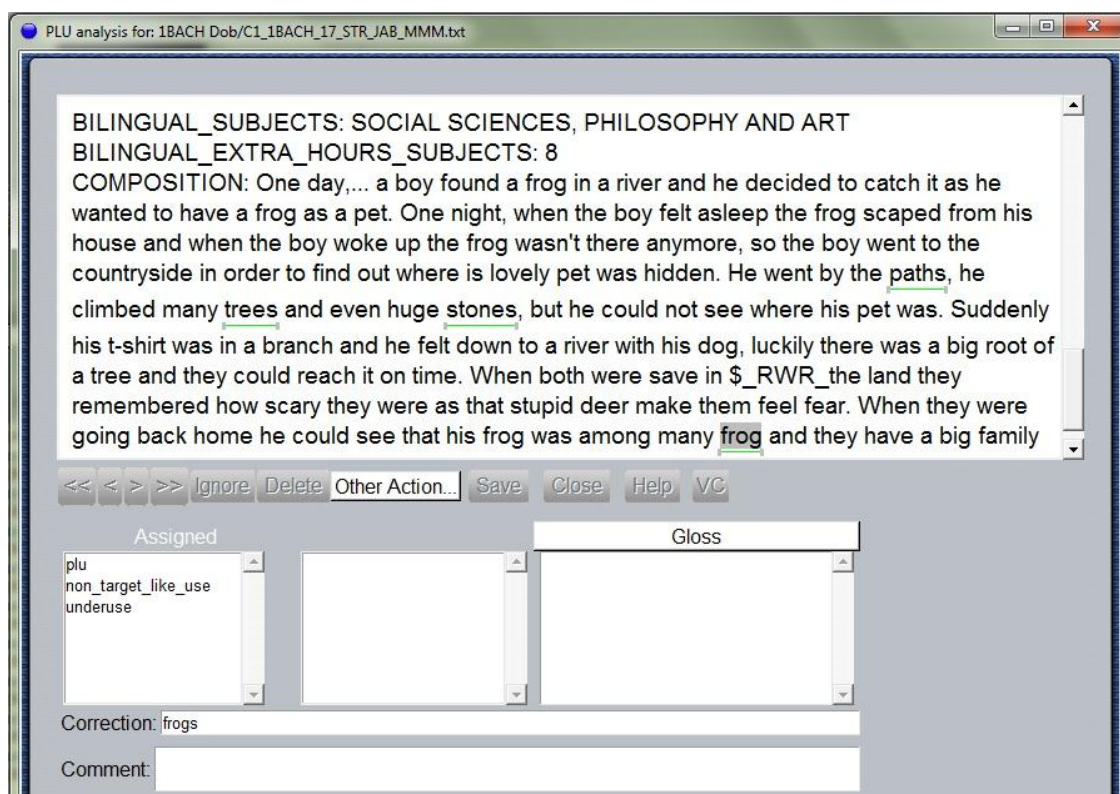 PLU analysis for: 1BACH Dob/C1_1BACH_17_STR_JAB_MMM.txt
BILINGUAL_SUBJECTS: SOCIAL SCIENCES, PHILOSOPHY AND ART
BILINGUAL_EXTRA_HOURS_SUBJECTS: 8
COMPOSITION: One day,... a boy found a frog in a river and he decided to catch it as he
wanted to have a frog as a pet. One night, when the boy felt asleep the frog scaped from his
house and when the boy woke up the frog wasn't there anymore, so the boy went to the
countryside in order to find out where is lovely pet was hidden. He went by the paths, he
climbed many trees and even huge stones, but he could not see where his pet was. Suddenly
his t-shirt was in a branch and he felt down to a river with his dog, luckily there was a big root of
a tree and they could reach it on time. When both were save in $_RWR_the land they
remembered how scary they were as that stupid deer make them feel fear. When they were
going back home he could see that his frog was among many frog and they have a big family
<< < > >> Ignore Delete Other Action... Save Close Help VC
Assigned Gloss
plu
non_target_like_use
underuse
Correction: frogs
Comment: